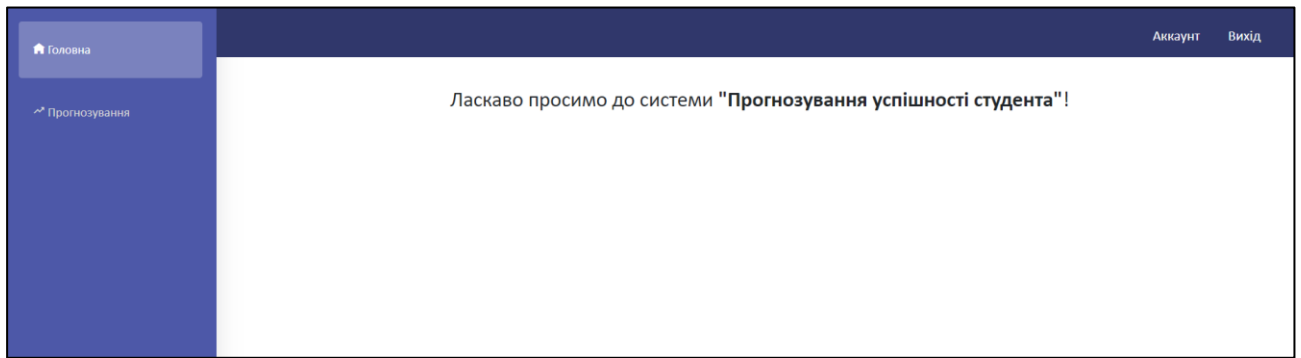 Головна
Аккаунт Вихід
Ласкаво просимо до системи "Прогнозування успішності студента"!
Прогнозування